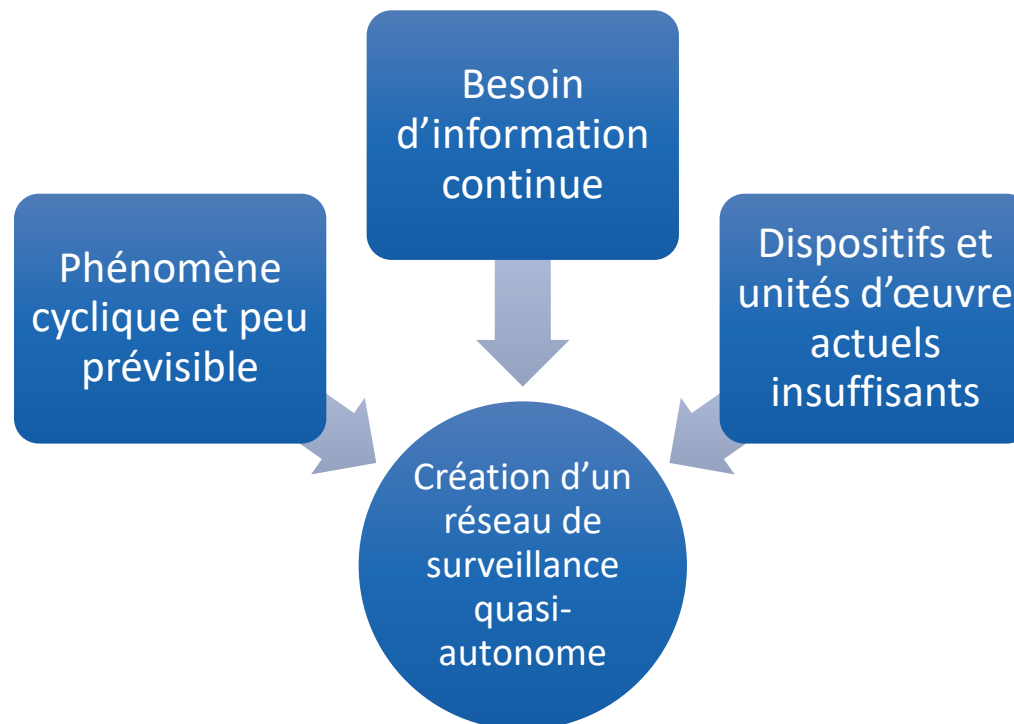 Besoin
d’information
continue
Phénomène
cyclique et peu
prévisible
Dispositifs et
unités d’œuvre
actuels
insuffisants
Création d’un
réseau de
surveillance
quasi-
autonome